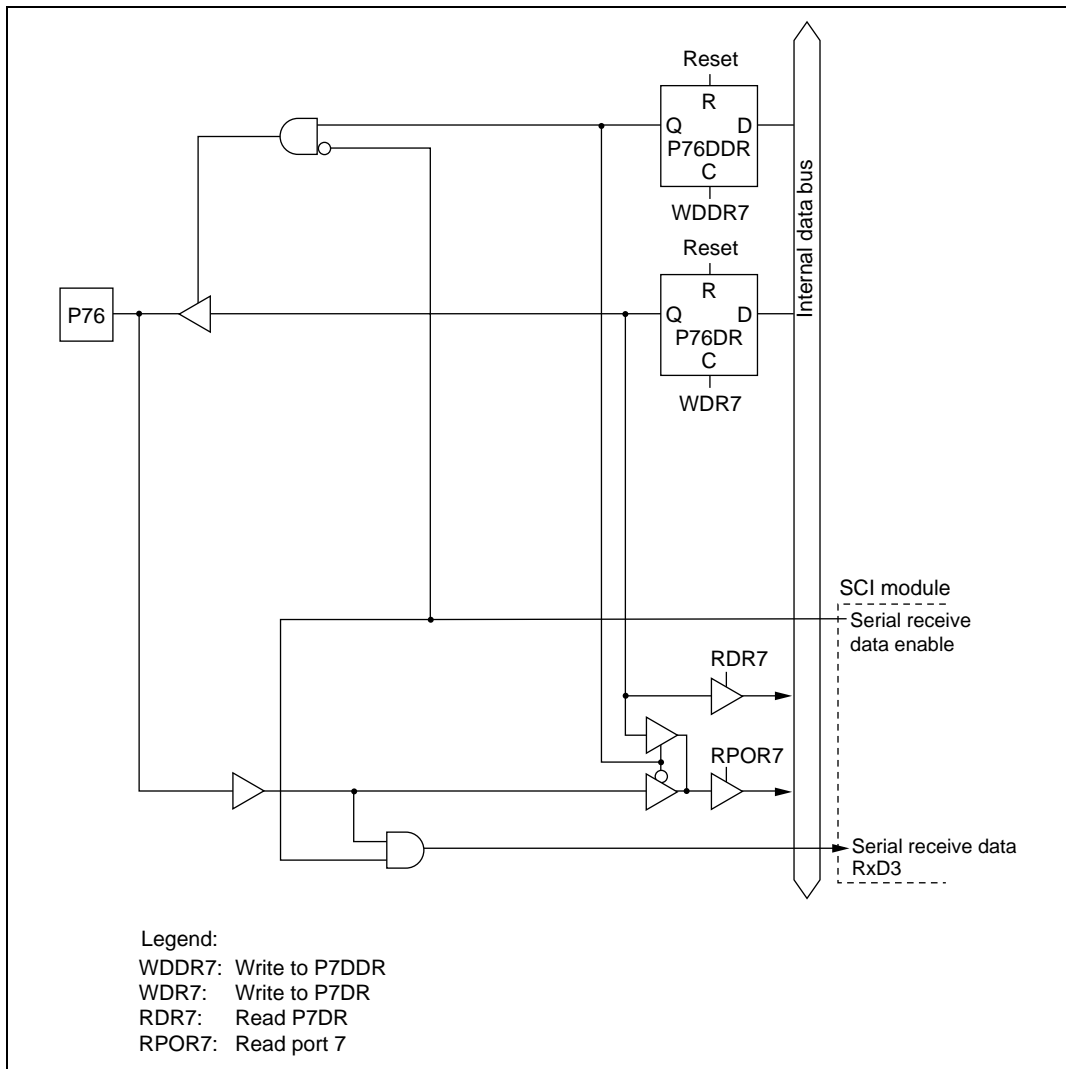 Reset
R
Q D
P76DDR
C
WDDR7
Reset
R
Q D
P76DR
C
WDR7
P76
Internal data bus
SCI module
Serial receive
data enable
RDR7
RPOR7
Serial receive data
RxD3
Legend:
WDDR7: Write to P7DDR
WDR7: Write to P7DR
RDR7: Read P7DR
RPOR7: Read port 7